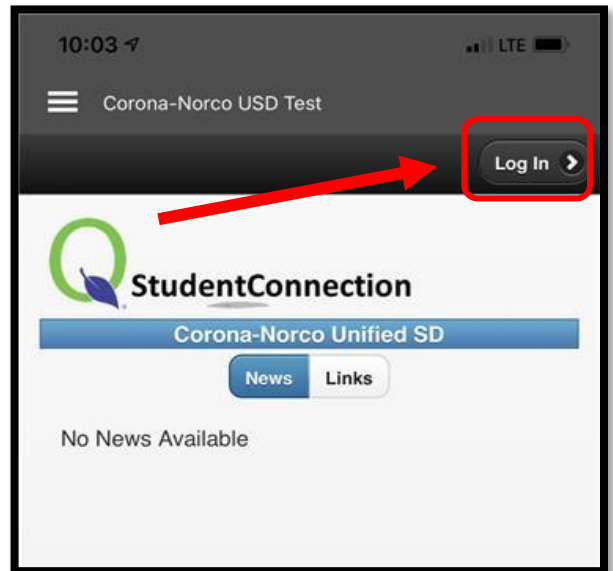 10:03
LTE
Corona-Norco USD Test
Log In
Q
StudentConnection
Corona-Norco Unified SD
News Links
No News Available